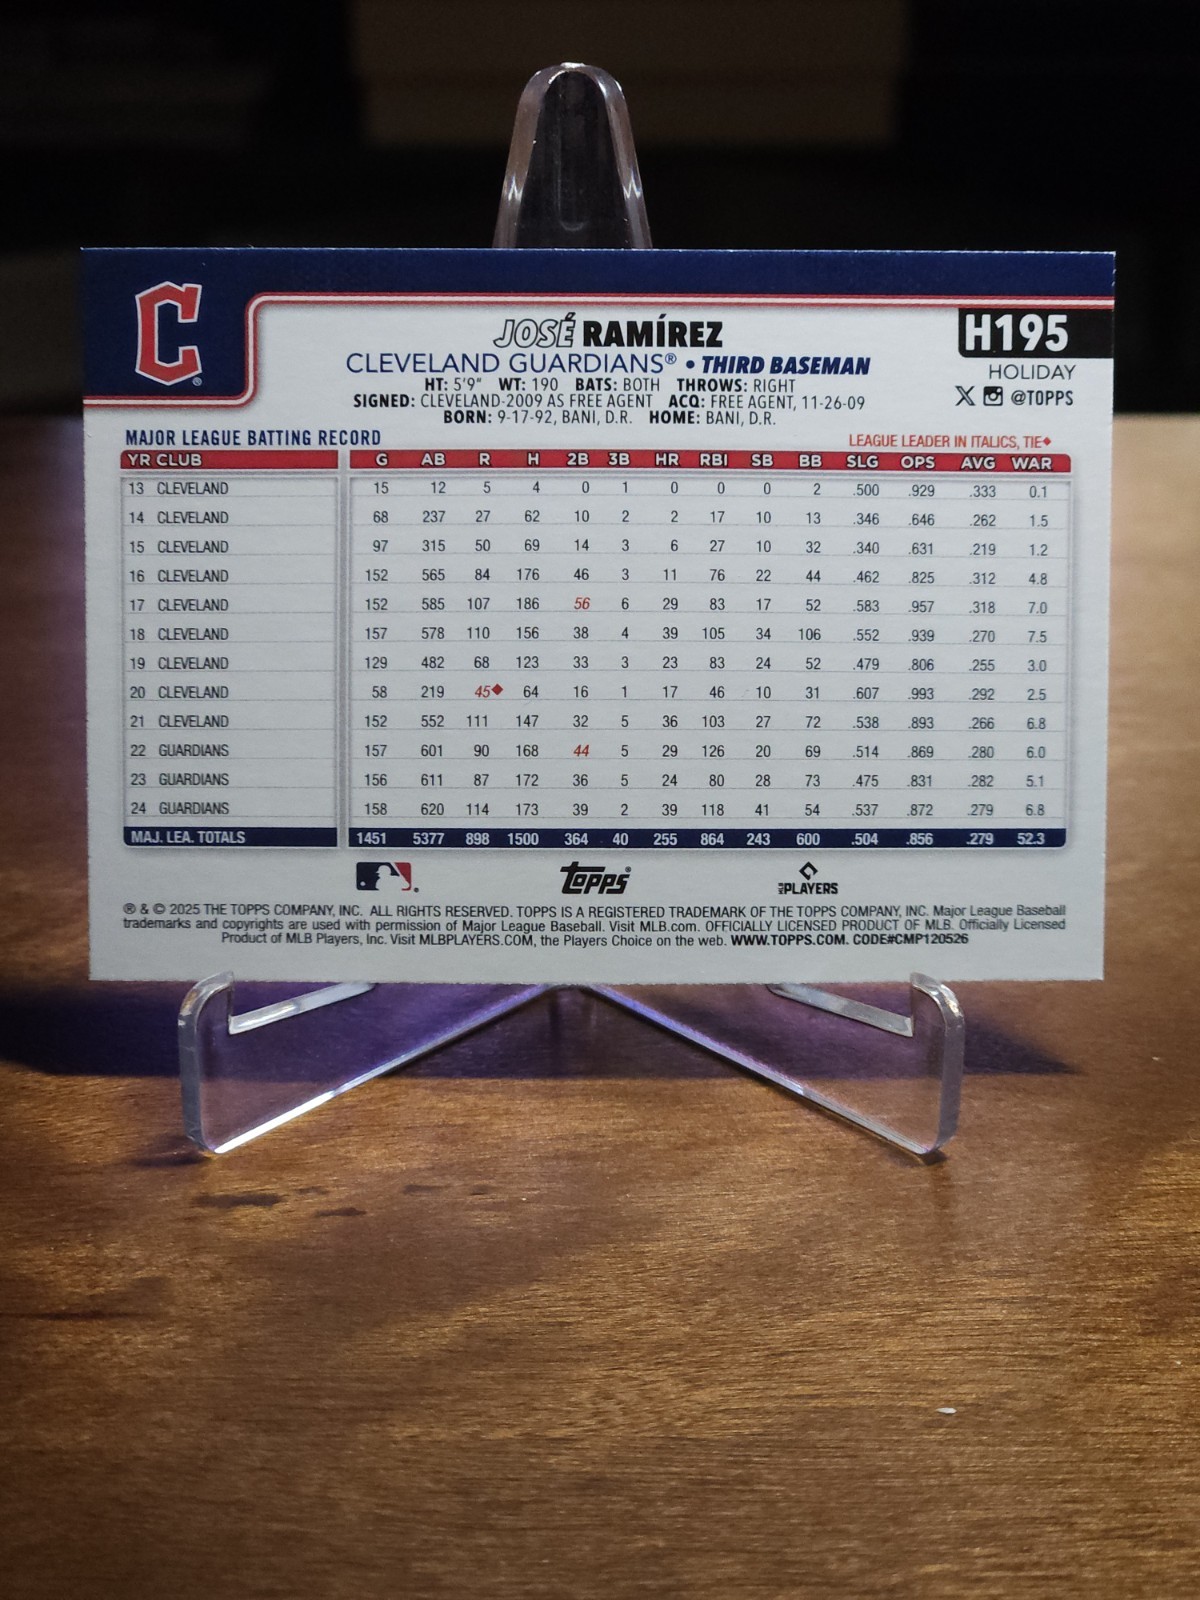 C ®
JOSÉ RAMÍREZ
H195
CLEVELAND GUARDIANS® • THIRD BASEMAN
HOLIDAY
HT: 5'9" WT: 190 BATS: BOTH THROWS: RIGHT
@TOPPS
SIGNED: CLEVELAND-2009 AS FREE AGENT ACQ: FREE AGENT, 11-26-09
BORN: 9-17-92, BANI, D.R. HOME: BANI, D.R.
MAJOR LEAGUE BATTING RECORD LEAGUE LEADER IN ITALICS, TIE◆
YR CLUB G AB R H 2B 3B HR RBI SB BB SLG OPS AVG WAR
13 CLEVELAND 15 12 5 4 0 1 0 0 0 2 .500 .929 .333 0.1
14 CLEVELAND 68 237 27 62 10 2 2 17 10 13 .346 .646 .262 1.5
15 CLEVELAND 97 315 50 69 14 3 6 27 10 32 .340 .631 .219 1.2
16 CLEVELAND 152 565 84 176 46 3 11 76 22 44 .462 .825 .312 4.8
17 CLEVELAND 152 585 107 186 56 6 29 83 17 52 .583 .957 .318 7.0
18 CLEVELAND 157 578 110 156 38 4 39 105 34 106 .552 .939 .270 7.5
19 CLEVELAND 129 482 68 123 33 3 23 83 24 52 .479 .806 .255 3.0
20 CLEVELAND 58 219 45◆ 64 16 1 17 46 10 31 .607 .993 .292 2.5
21 CLEVELAND 152 552 111 147 32 5 36 103 27 72 .538 .893 .266 6.8
22 GUARDIANS 157 601 90 168 44 5 29 126 20 69 .514 .869 .280 6.0
23 GUARDIANS 156 611 87 172 36 5 24 80 28 73 .475 .831 .282 5.1
24 GUARDIANS 158 620 114 173 39 2 39 118 41 54 .537 .872 .279 6.8
MAJ. LEA. TOTALS 1451 5377 898 1500 364 40 255 864 243 600 .504 .856 .279 52.3
Topps® MLB PLAYERS
® & © 2025 THE TOPPS COMPANY, INC. ALL RIGHTS RESERVED. TOPPS IS A REGISTERED TRADEMARK OF THE TOPPS COMPANY, INC. Major League Baseball
trademarks and copyrights are used with permission of Major League Baseball. Visit MLB.com. OFFICIALLY LICENSED PRODUCT OF MLB. Officially Licensed
Product of MLB Players, Inc. Visit MLBPLAYERS.COM, the Players Choice on the web. WWW.TOPPS.COM. CODE#CMP120526